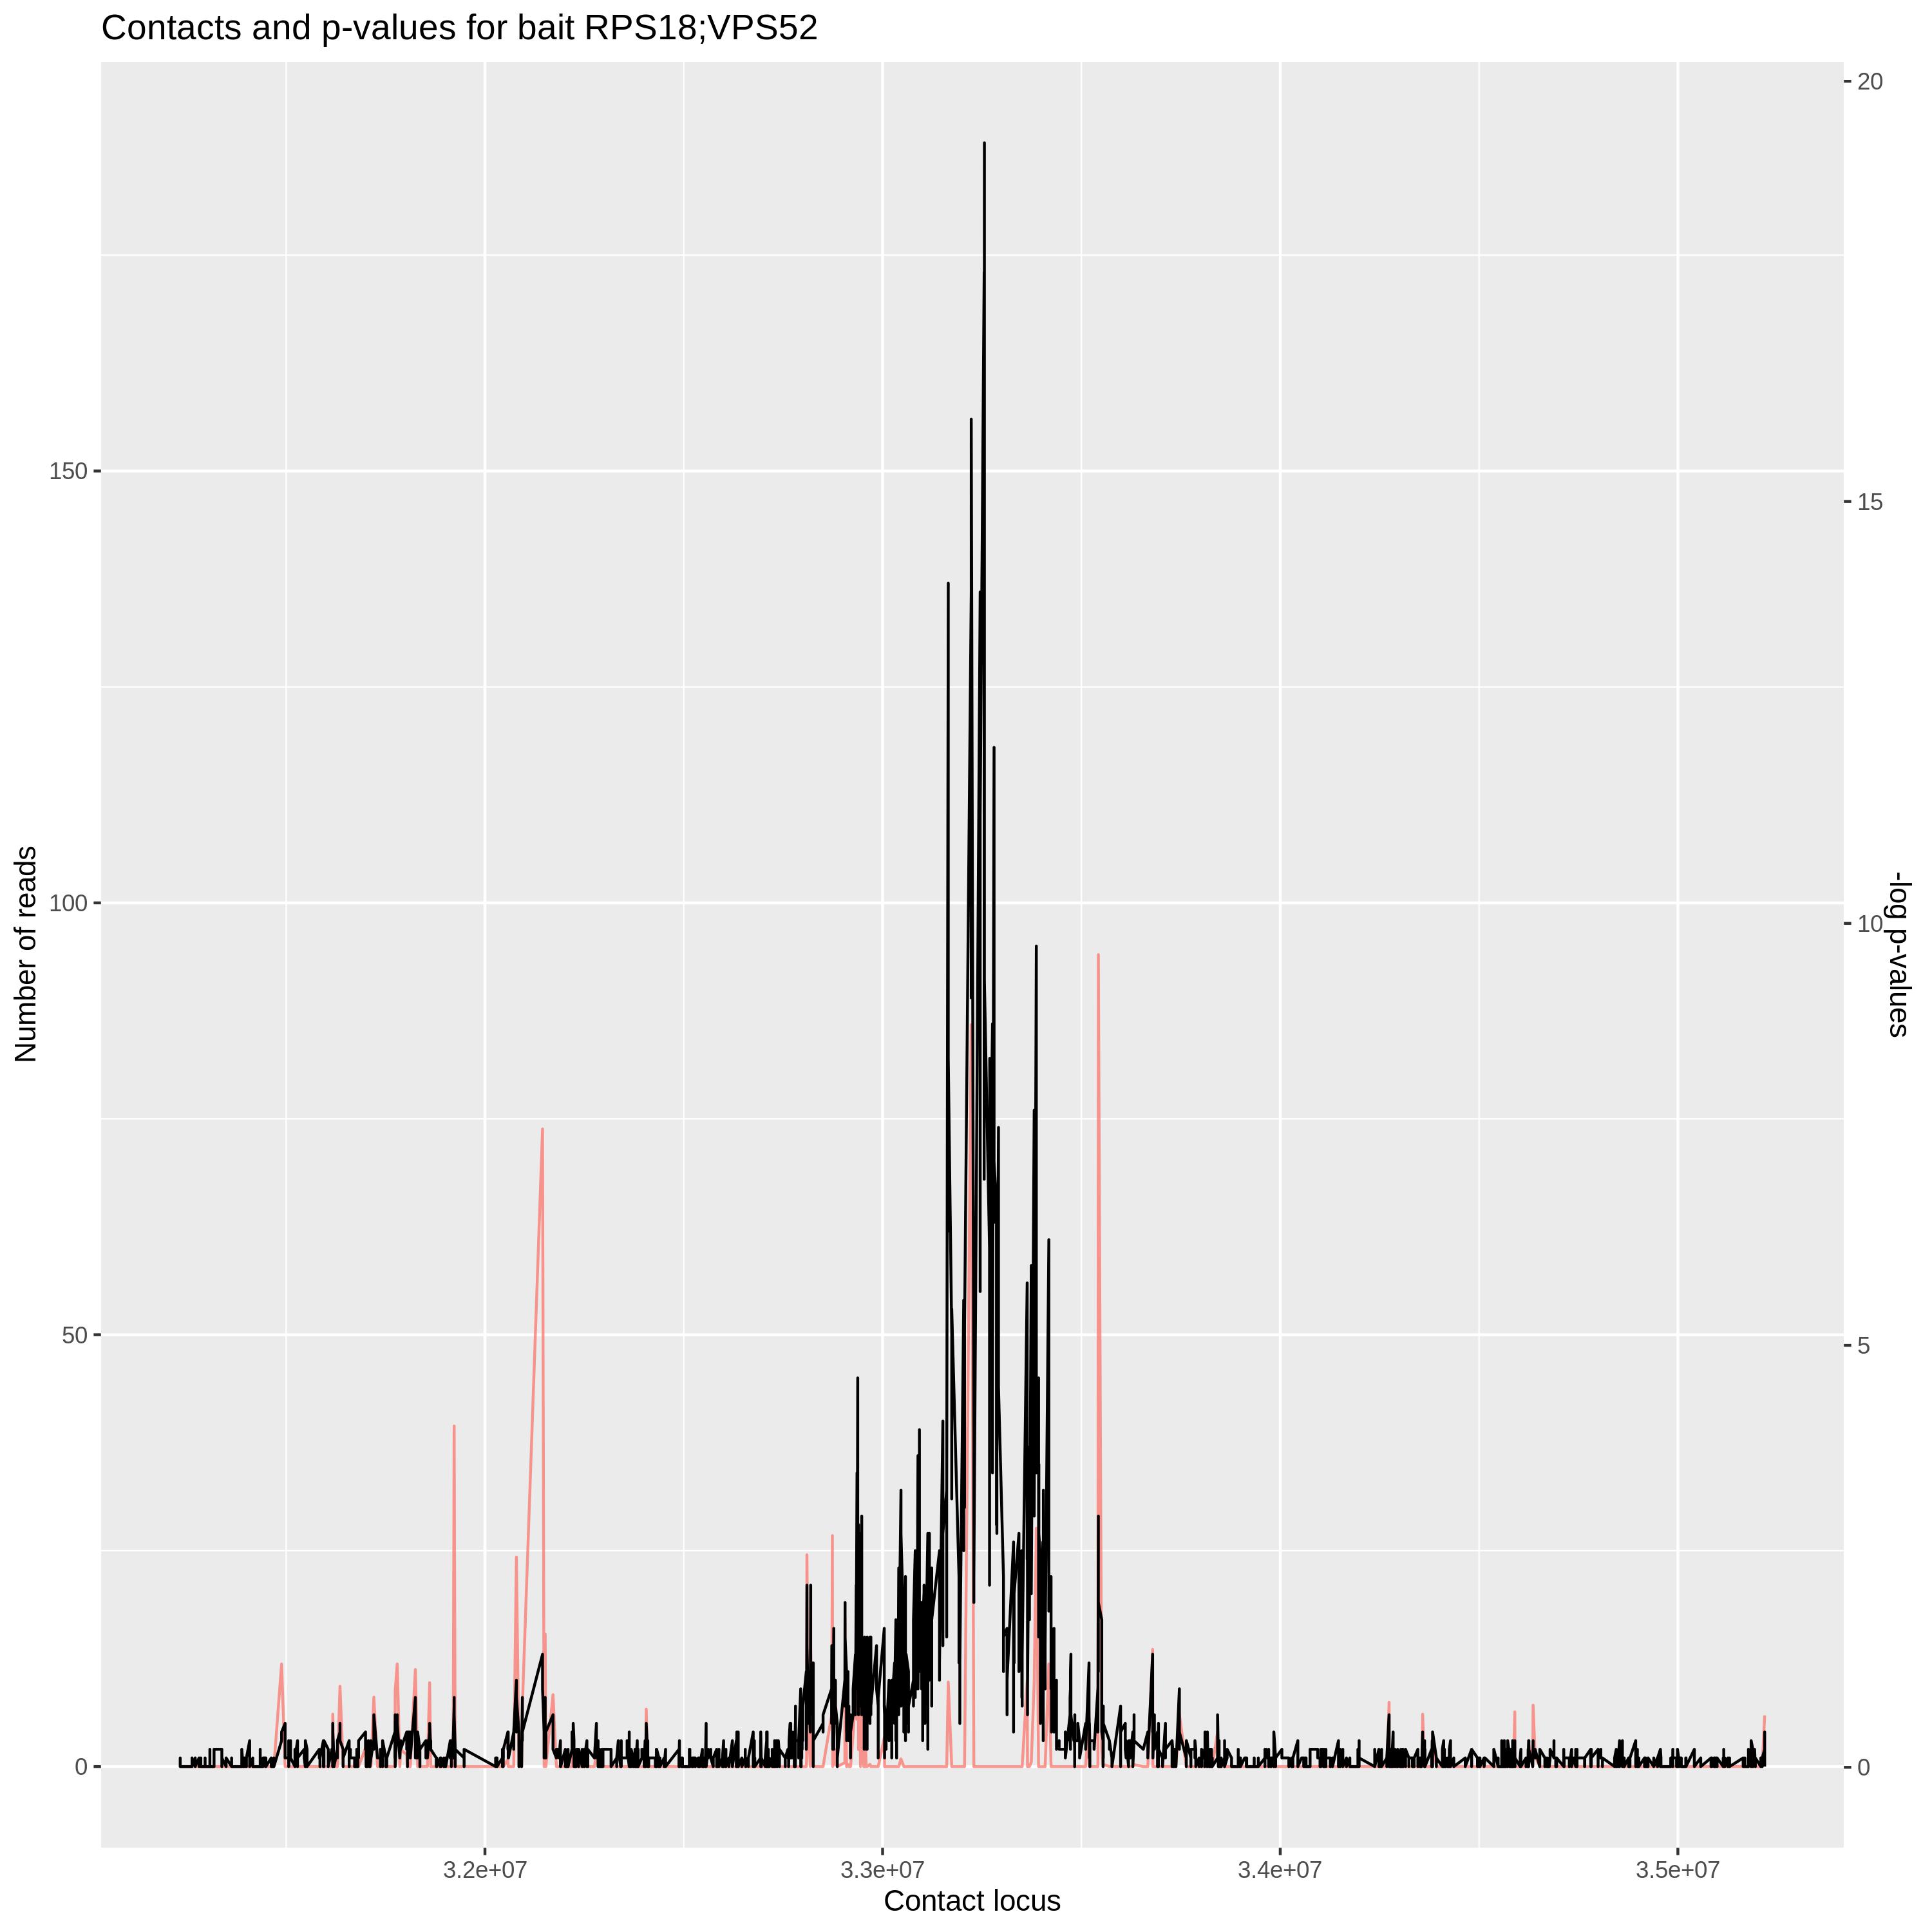 Contacts and p-values for bait RPS18;VPS52
Number of reads
150
100
50
0
20
15
10
5
0
-log p-values
3.2e+07
3.3e+07
3.4e+07
3.5e+07
Contact locus